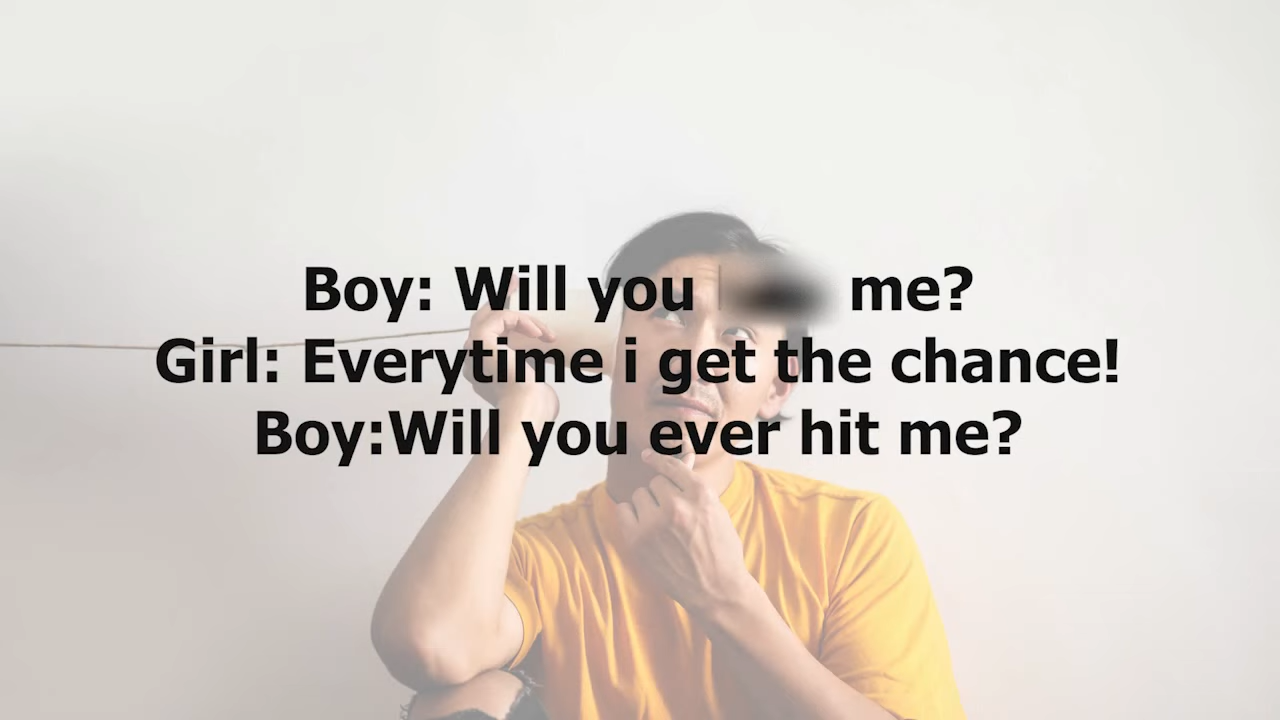 Boy: Will you me?
Girl: Everytime i get the chance!
Boy:Will you ever hit me?